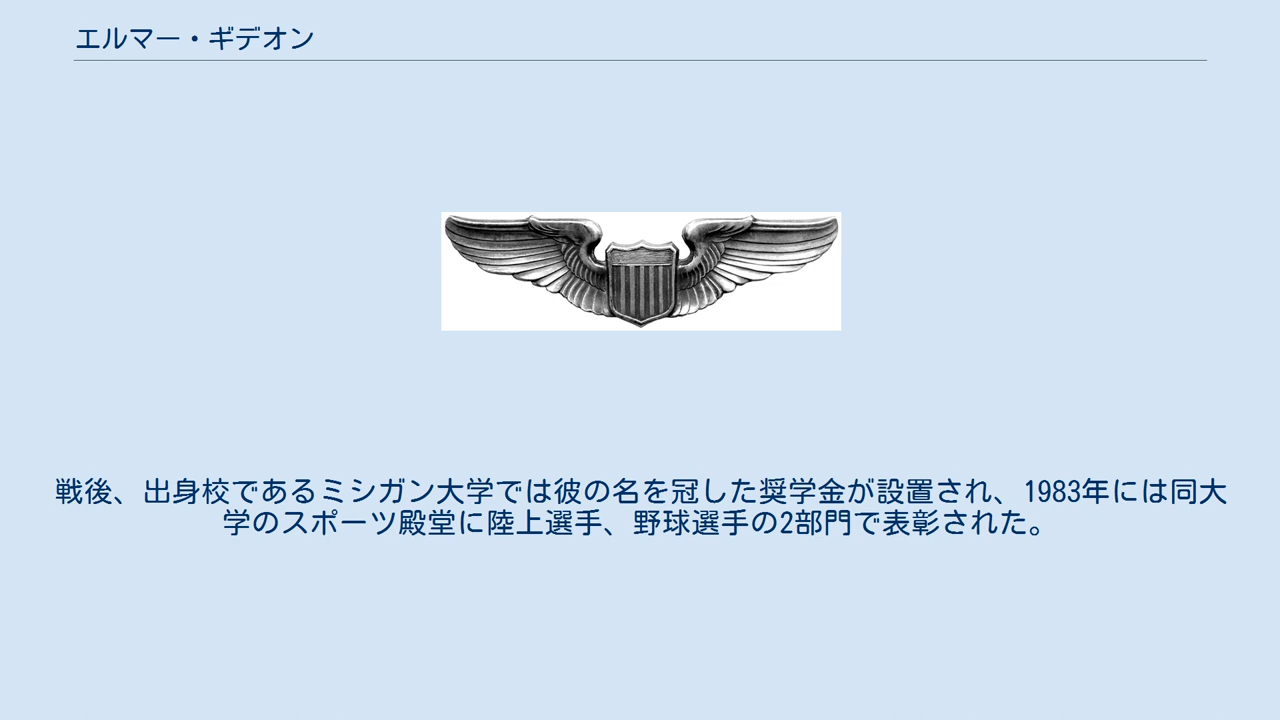 エルマー・ギデオン
戦後、出身校であるミシガン大学では彼の名を冠した奨学金が設置され、1983年には同大
学のスポーツ殿堂に陸上選手、野球選手の2部門で表彰された。